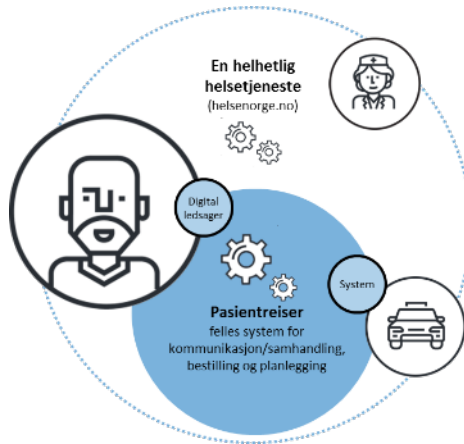 En helhetlig
helsetjeneste
(helsenorge.no)
Digital
ledsager
System
Pasientreiser
felles system for
kommunikasjon/samhandling,
bestilling og planlegging